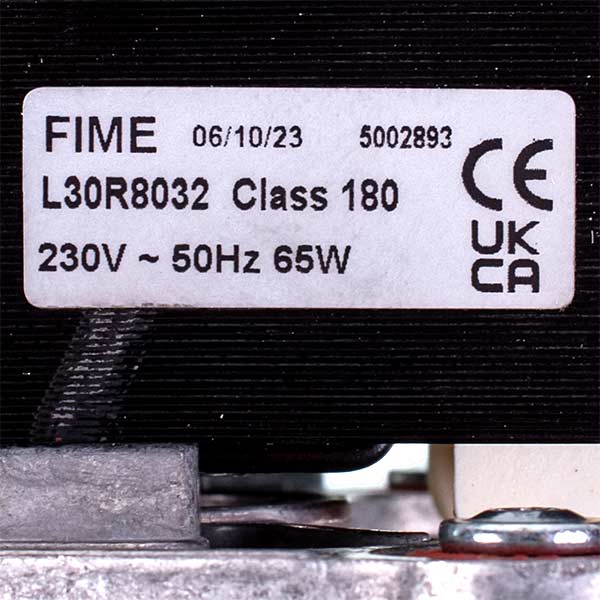 FIME 06/10/23 5002893
L30R8032 Class 180
230V ~ 50Hz 65W
CE
UK
CA